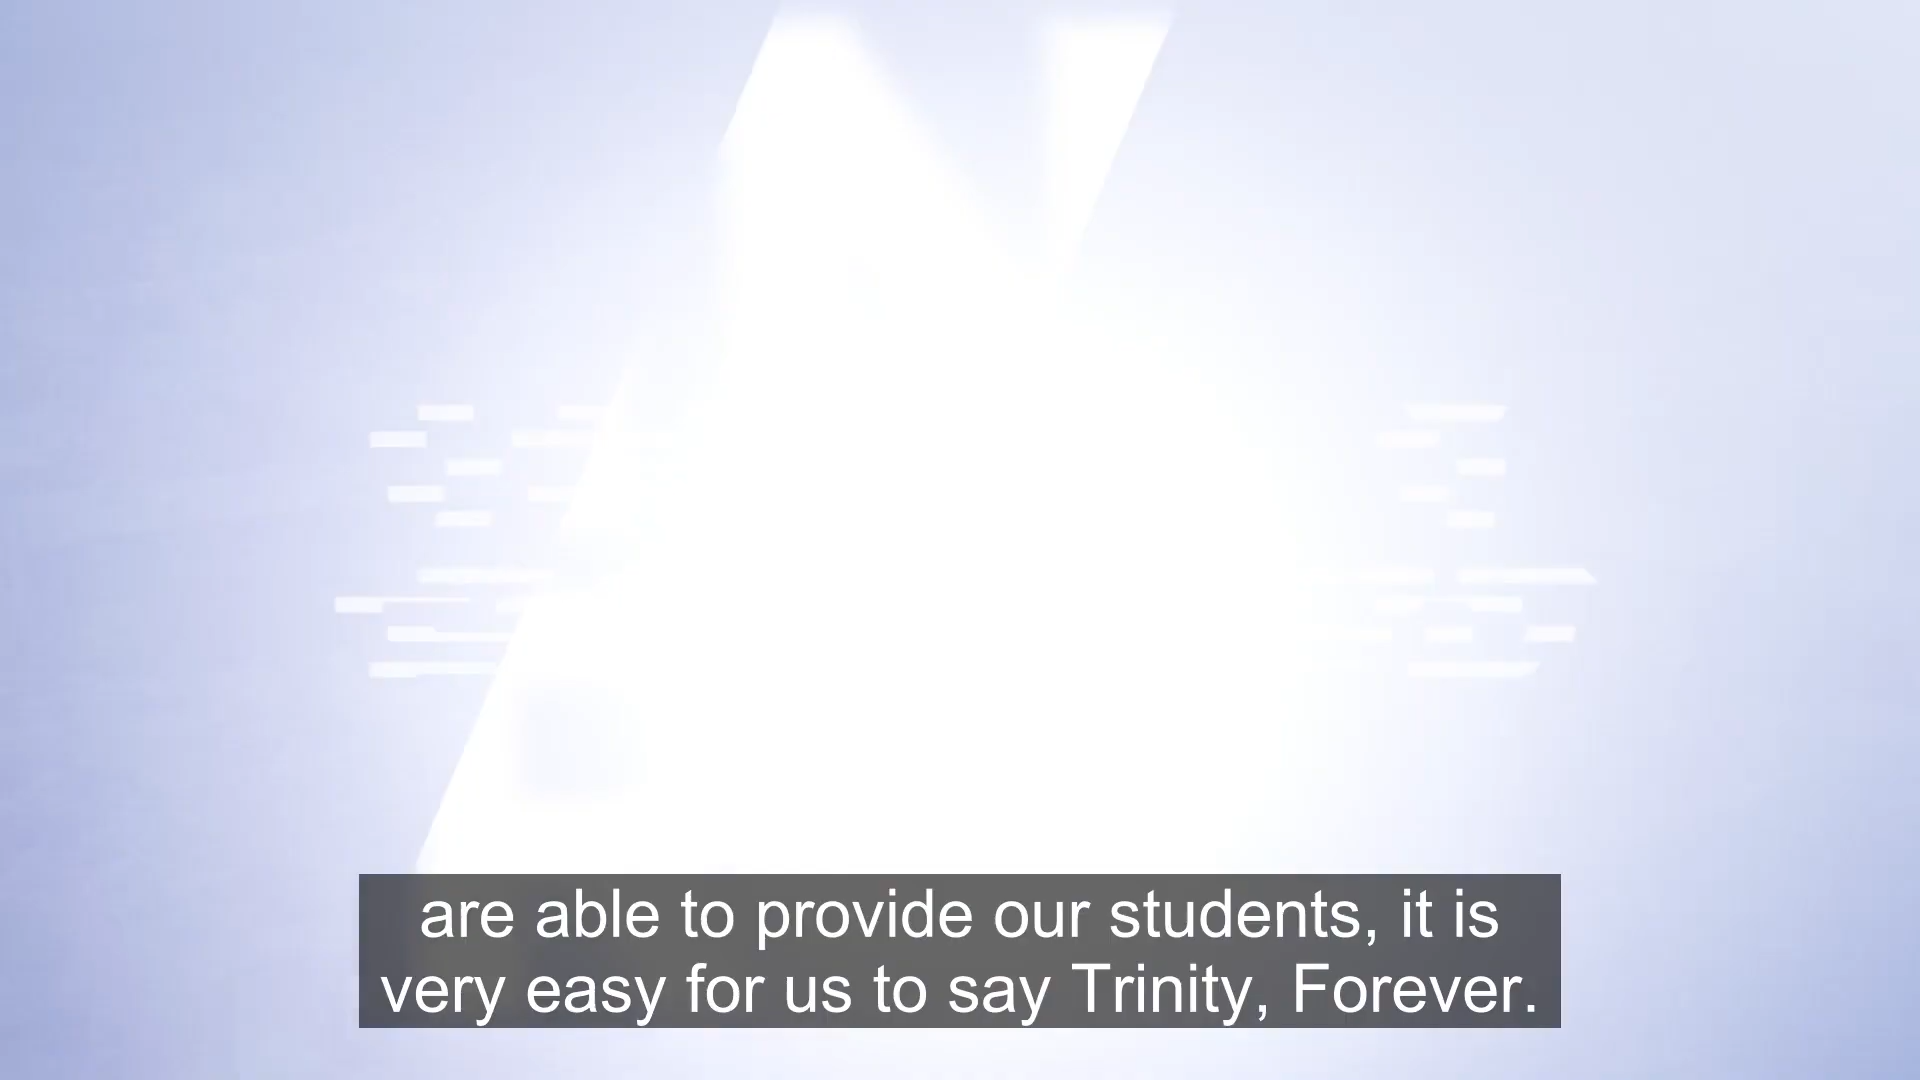 are able to provide our students, it is
very easy for us to say Trinity, Forever.